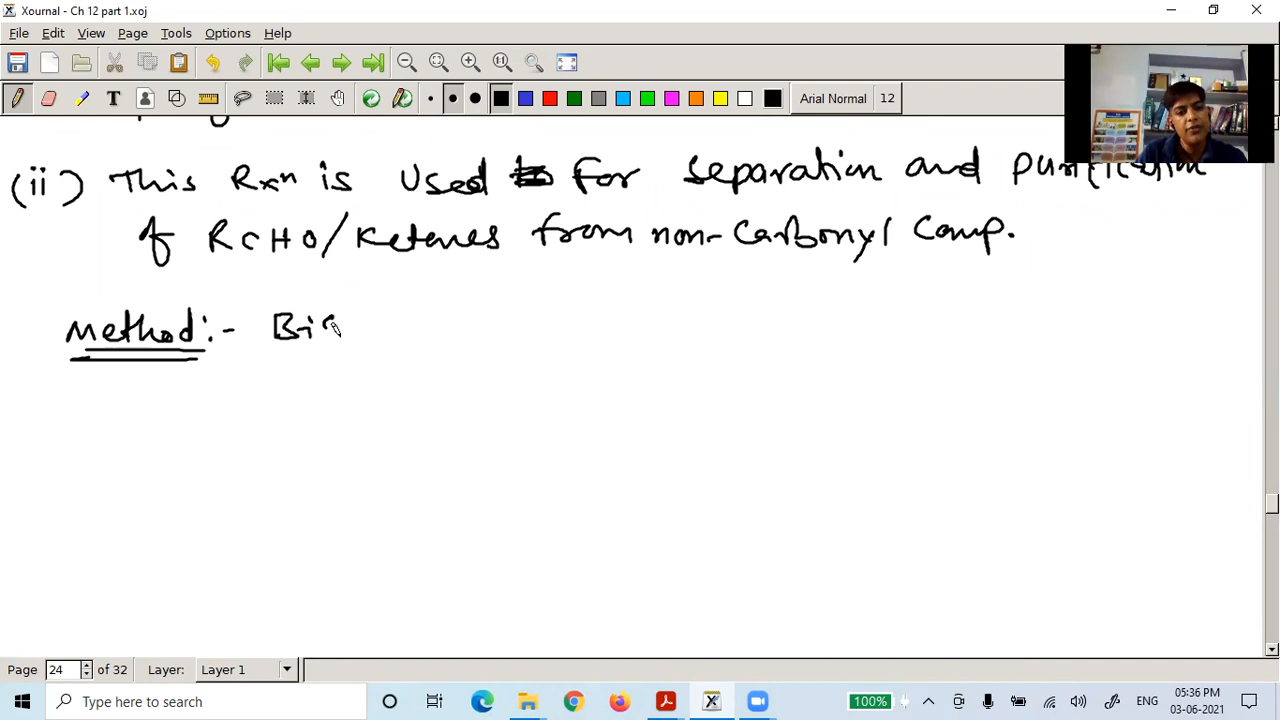 Xournal - Ch 12 part 1.xoj
File Edit View Page Tools Options Help
Arial Normal 12
(ii) This Rxn is used for separation and purification
of RCHO/Ketones from non-Carbonyl Comp.
Method:- Bis
Page 24 of 32 Layer: Layer 1
Type here to search
100%
ENG
05:36 PM
03-06-2021